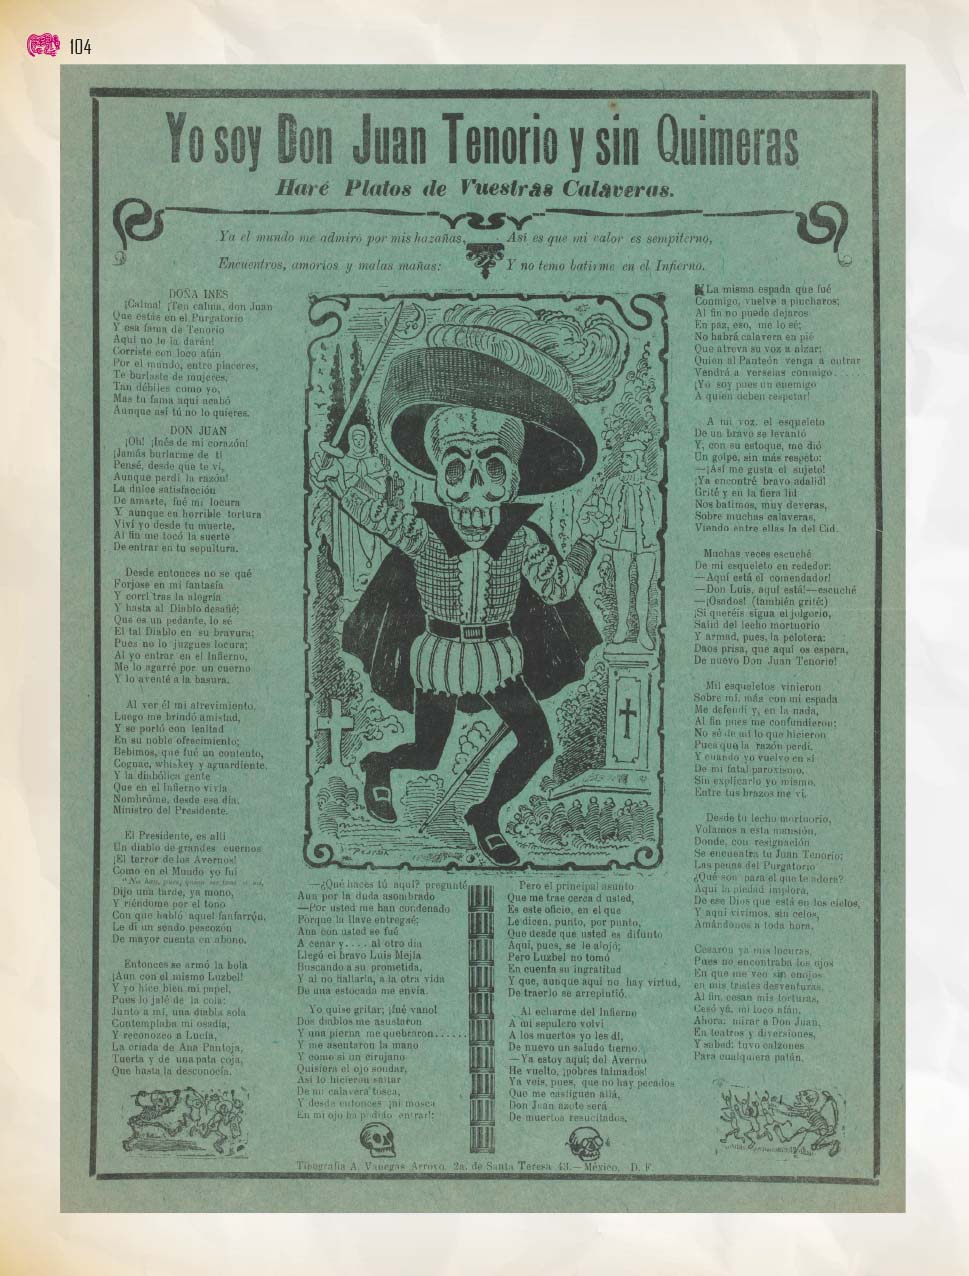 104
Yo soy Don Juan Tenorio y sin Quimeras
Haré Platos de Vuestras Calaveras.
Ya el mundo me admiró por mis hazañas,
Encuentros, amorios y malas mañas:
Así es que mi valor es sempiterno,
Y no temo batirme en el Infierno.
DOÑA INES
¡Calma! ¡Ten calma, don Juan
Que estás en el Purgatorio
Y esa fama de Tenorio
Aquí no te la darán!
Corriste con loco afán
Por el mundo, entre placeres,
Te burlaste de mujeres,
Tan débiles como yo,
Mas tu fama aquí acabó
Aunque así tú no lo quieres.
DON JUAN
¡Oh! ¡Inés de mi corazón!
¡Jamás burlarme de ti
Pensé, desde que te ví,
Aunque perdí la razón!
La dulce satisfacción
De amarte, fué mi locura
Y aunque en horrible tortura
Viví yo desde tu muerte,
Al fin me tocó la suerte
De entrar en tu sepultura.
Desde entonces no se qué
Forjose en mi fantasía
Y corrí tras la alegría
Y hasta al Diablo desafié;
Que es un pedante, lo sé
El tal Diablo en su bravura;
Pues no lo juzgues locura;
Al yo entrar en el Infierno,
Me lo agarré por un cuerno
Y lo aventé a la basura.
Al ver él mi atrevimiento,
Luego me brindó amistad,
Y se portó con lealtad
En su noble ofrecimiento;
Bebimos, que fué un contento,
Cognac, whiskey y aguardiente.
Y la diabólica gente
Que en el Infierno vivía
Nombróme, desde ese día,
Ministro del Presidente.
El Presidente, es allí
Un diablo de grandes cuernos
¡El terror de los Avernos!
Como en el Mundo yo fuí
Dijo una tarde, ya mono,
Y riéndome por el tono
Con que habló aquel fanfarrón,
Le dí un sendo pescozón
De mayor cuenta en abono.
Entonces se armó la bola
¡Aun con el mismo Luzbel!
Y yo hice bien mi papel,
Pues lo jalé de la cola:
Junto a mí, una diabla sola
Contemplaba mi osadía,
Y reconozco a Lucía,
La criada de Ana Pantoja,
Tuerta y de una pata coja,
Que hasta la desconocía.
—¿Qué haces tú aquí? pregunté
Aun por la duda asombrado
—Por usted me han condenado
Porque la llave entregué;
Ana con usted se fué
A cenar y.... al otro día
Llegó el bravo Luis Mejía
Buscando a su prometida,
Y al no hallarla, a la otra vida
De una estocada me envía.
Yo quise gritar; ¡fué vano!
Dos diablos me asustaron
Y una pierna me quebraron......
Y me asentaron la mano
Y como si un cirujano
Quisiera el ojo sondar,
Así lo hicieron saltar
De mi calavera tosca,
Y desde entonces ¡ni mosca
En mi ojo ha podido entrar!:
Pero el principal asunto
Que me trae cerca d usted,
Es este oficio, en el que
Le dicen, punto, por punto,
Que desde que usted es difunto
Aquí, pues, se le alojó;
Pero Luzbel no tomó
En cuenta su ingratitud
Y que, aunque aquí no hay virtud,
De traerlo se arrepintió.
Al echarme del Infierno
A mi sepulcro volví
A los muertos yo les dí,
De nuevo un saludo tierno.
—Ya estoy aquí; del Averno
He vuelto, ¡pobres taimados!
Ya veis, pues, que no hay pecados
Que me castiguen allá,
Don Juan azote será
De muertos resucitados,
La misma espada que fué
Conmigo, vuelve a pincharos;
Al fin no puede dejaros
En paz, eso, me lo sé;
No habrá calavera en pié
Que atreva su voz a alzar;
Quien al Panteón venga a entrar
Vendrá a verselas conmigo.....
¡Yo soy pues un enemigo
A quien deben respetar!
A mi voz. el esqueleto
De un bravo se levantó
Y, con su estoque, me dió
Un golpe, sin más respeto:
—¡Así me gusta el sujeto!
¡Ya encontré bravo adalid!
Grité y en la fiera lid
Nos batimos, muy deveras,
Sobre muchas calaveras,
Viendo entre ellas la del Cid.
Muchas veces escuché
De mi esqueleto en rededor:
—Aquí está el comendador!
—Don Luis, aquí está!—escuché
—¡Osados! (también grité:)
¡Si queréis siga el jolgorio,
Salid del lecho mortuorio
Y armad, pues, la pelotera:
Daos prisa, que aquí os espera,
De nuevo Don Juan Tenorio!
Mil esqueletos vinieron
Sobre mí, más con mi espada
Me defendí y, en la nada,
Al fin pues me confundieron;
No sé de mí lo que hicieron
Pues que la razón perdí,
Y cuando yo vuelvo en sí
De mi fatal paroxismo,
Sin explicarlo yo mismo,
Entre tus brazos me ví.
Desde tu lecho mortuorio,
Volamos a esta mansión,
Donde, con resignación
Se encuentra tu Juan Tenorio;
Las penas del Purgatorio
¿Qué son para el que te adora?
Aquí la piedad implora,
De ese Dios que está en los cielos,
Y aquí vivimos, sin celos,
Amándonos a toda hora,
Cesaron ya mis locuras,
Pues no encontraba los ojos
En que me veo sin enojos
en mis tristes desventuras,
Al fin, cesan mis torturas,
Cesó yá, mi loco afán,
Ahora: mirar a Don Juan,
En teatros y diversiones,
Y sabed: tuvo calzones
Para cualquiera patán,
Tipografía A. Vanegas Arroyo, 2a. de Santa Teresa 43.—México, D. F.